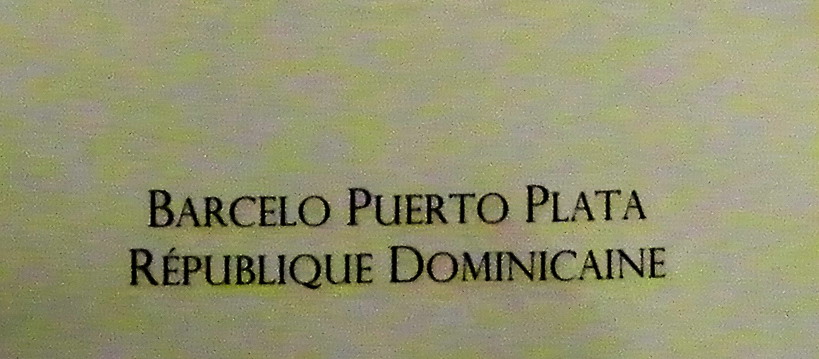 Barcelo Puerto Plata
République Dominicaine